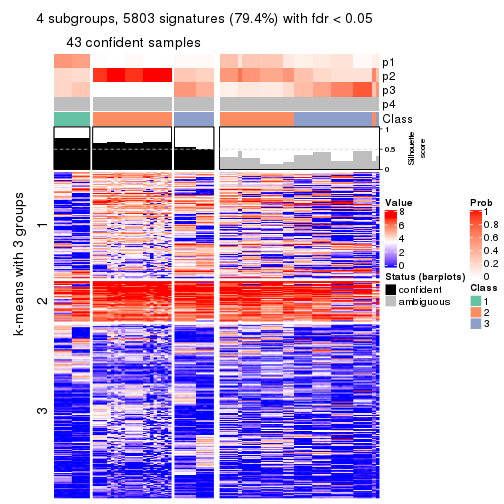 4 subgroups, 5803 signatures (79.4%) with fdr < 0.05
43 confident samples
p1
p2
p3
p4
Class
1
0.5
0
Silhouette
score
k-means with 3 groups
1
2
3
Value
8
6
4
2
0
Status (barplots)
confident
ambiguous
Prob
1
0.8
0.6
0.4
0.2
0
Class
1
2
3